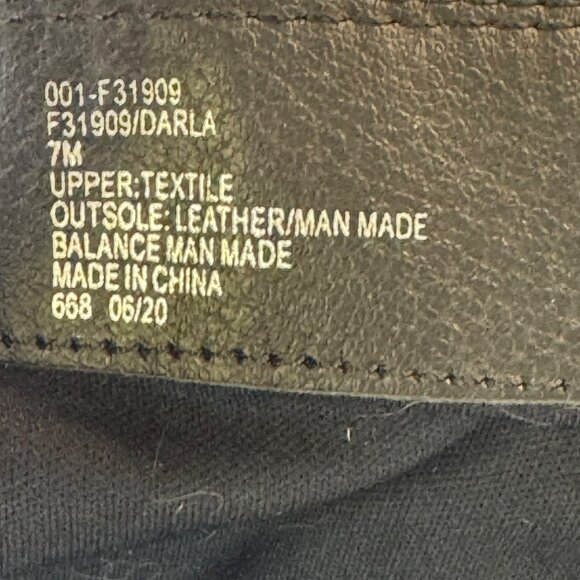 001-F31909
F31909/DARLA
7M
UPPER:TEXTILE
OUTSOLE: LEATHER/MAN MADE
BALANCE MAN MADE
MADE IN CHINA
668 06/20